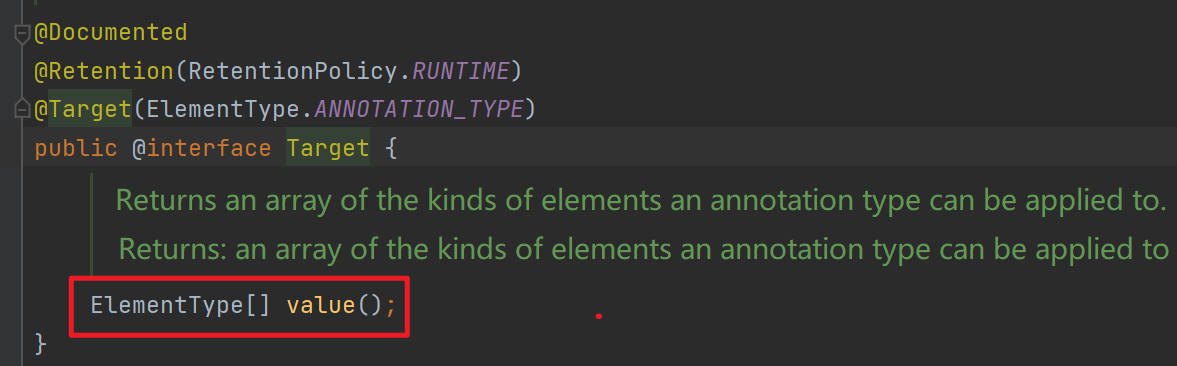 @Documented
@Retention(RetentionPolicy.RUNTIME)
@Target(ElementType.ANNOTATION_TYPE)
public @interface Target {
Returns an array of the kinds of elements an annotation type can be applied to.
Returns: an array of the kinds of elements an annotation type can be applied to
ElementType[] value();
}